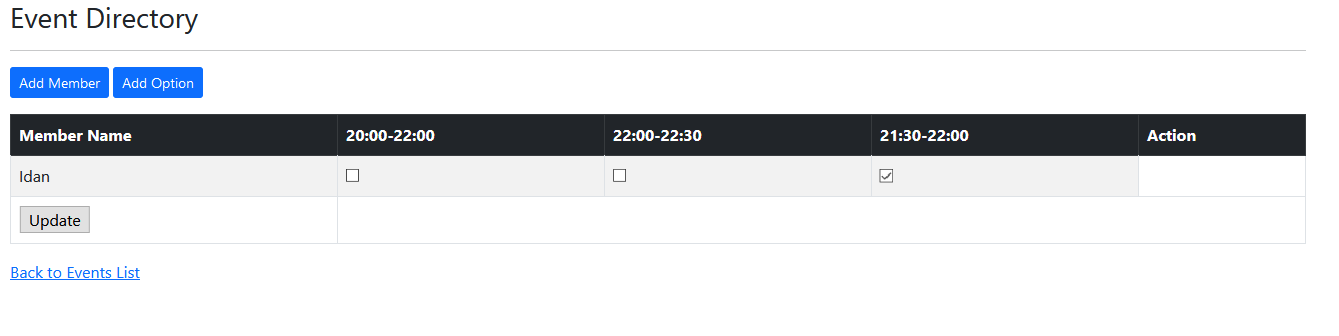 Event Directory
Add Member Add Option
Member Name 20:00-22:00 22:00-22:30 21:30-22:00 Action
Idan
Update
Back to Events List